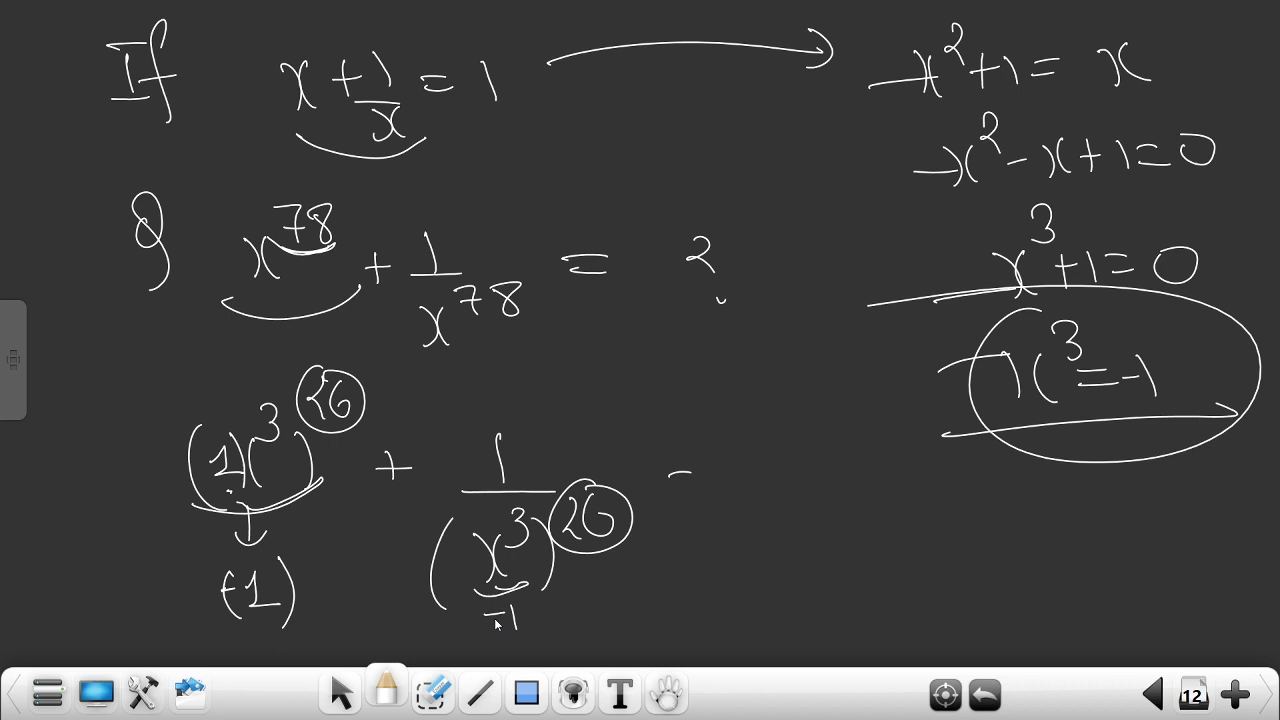 If x + 1/x = 1
x² + 1 = x
x² - x + 1 = 0
x³ + 1 = 0
x³ = -1
Q x⁷⁸ + 1/x⁷⁸ = ?
(x³)²⁶ + 1/(x³)²⁶ -
(-1)
-1
T
12